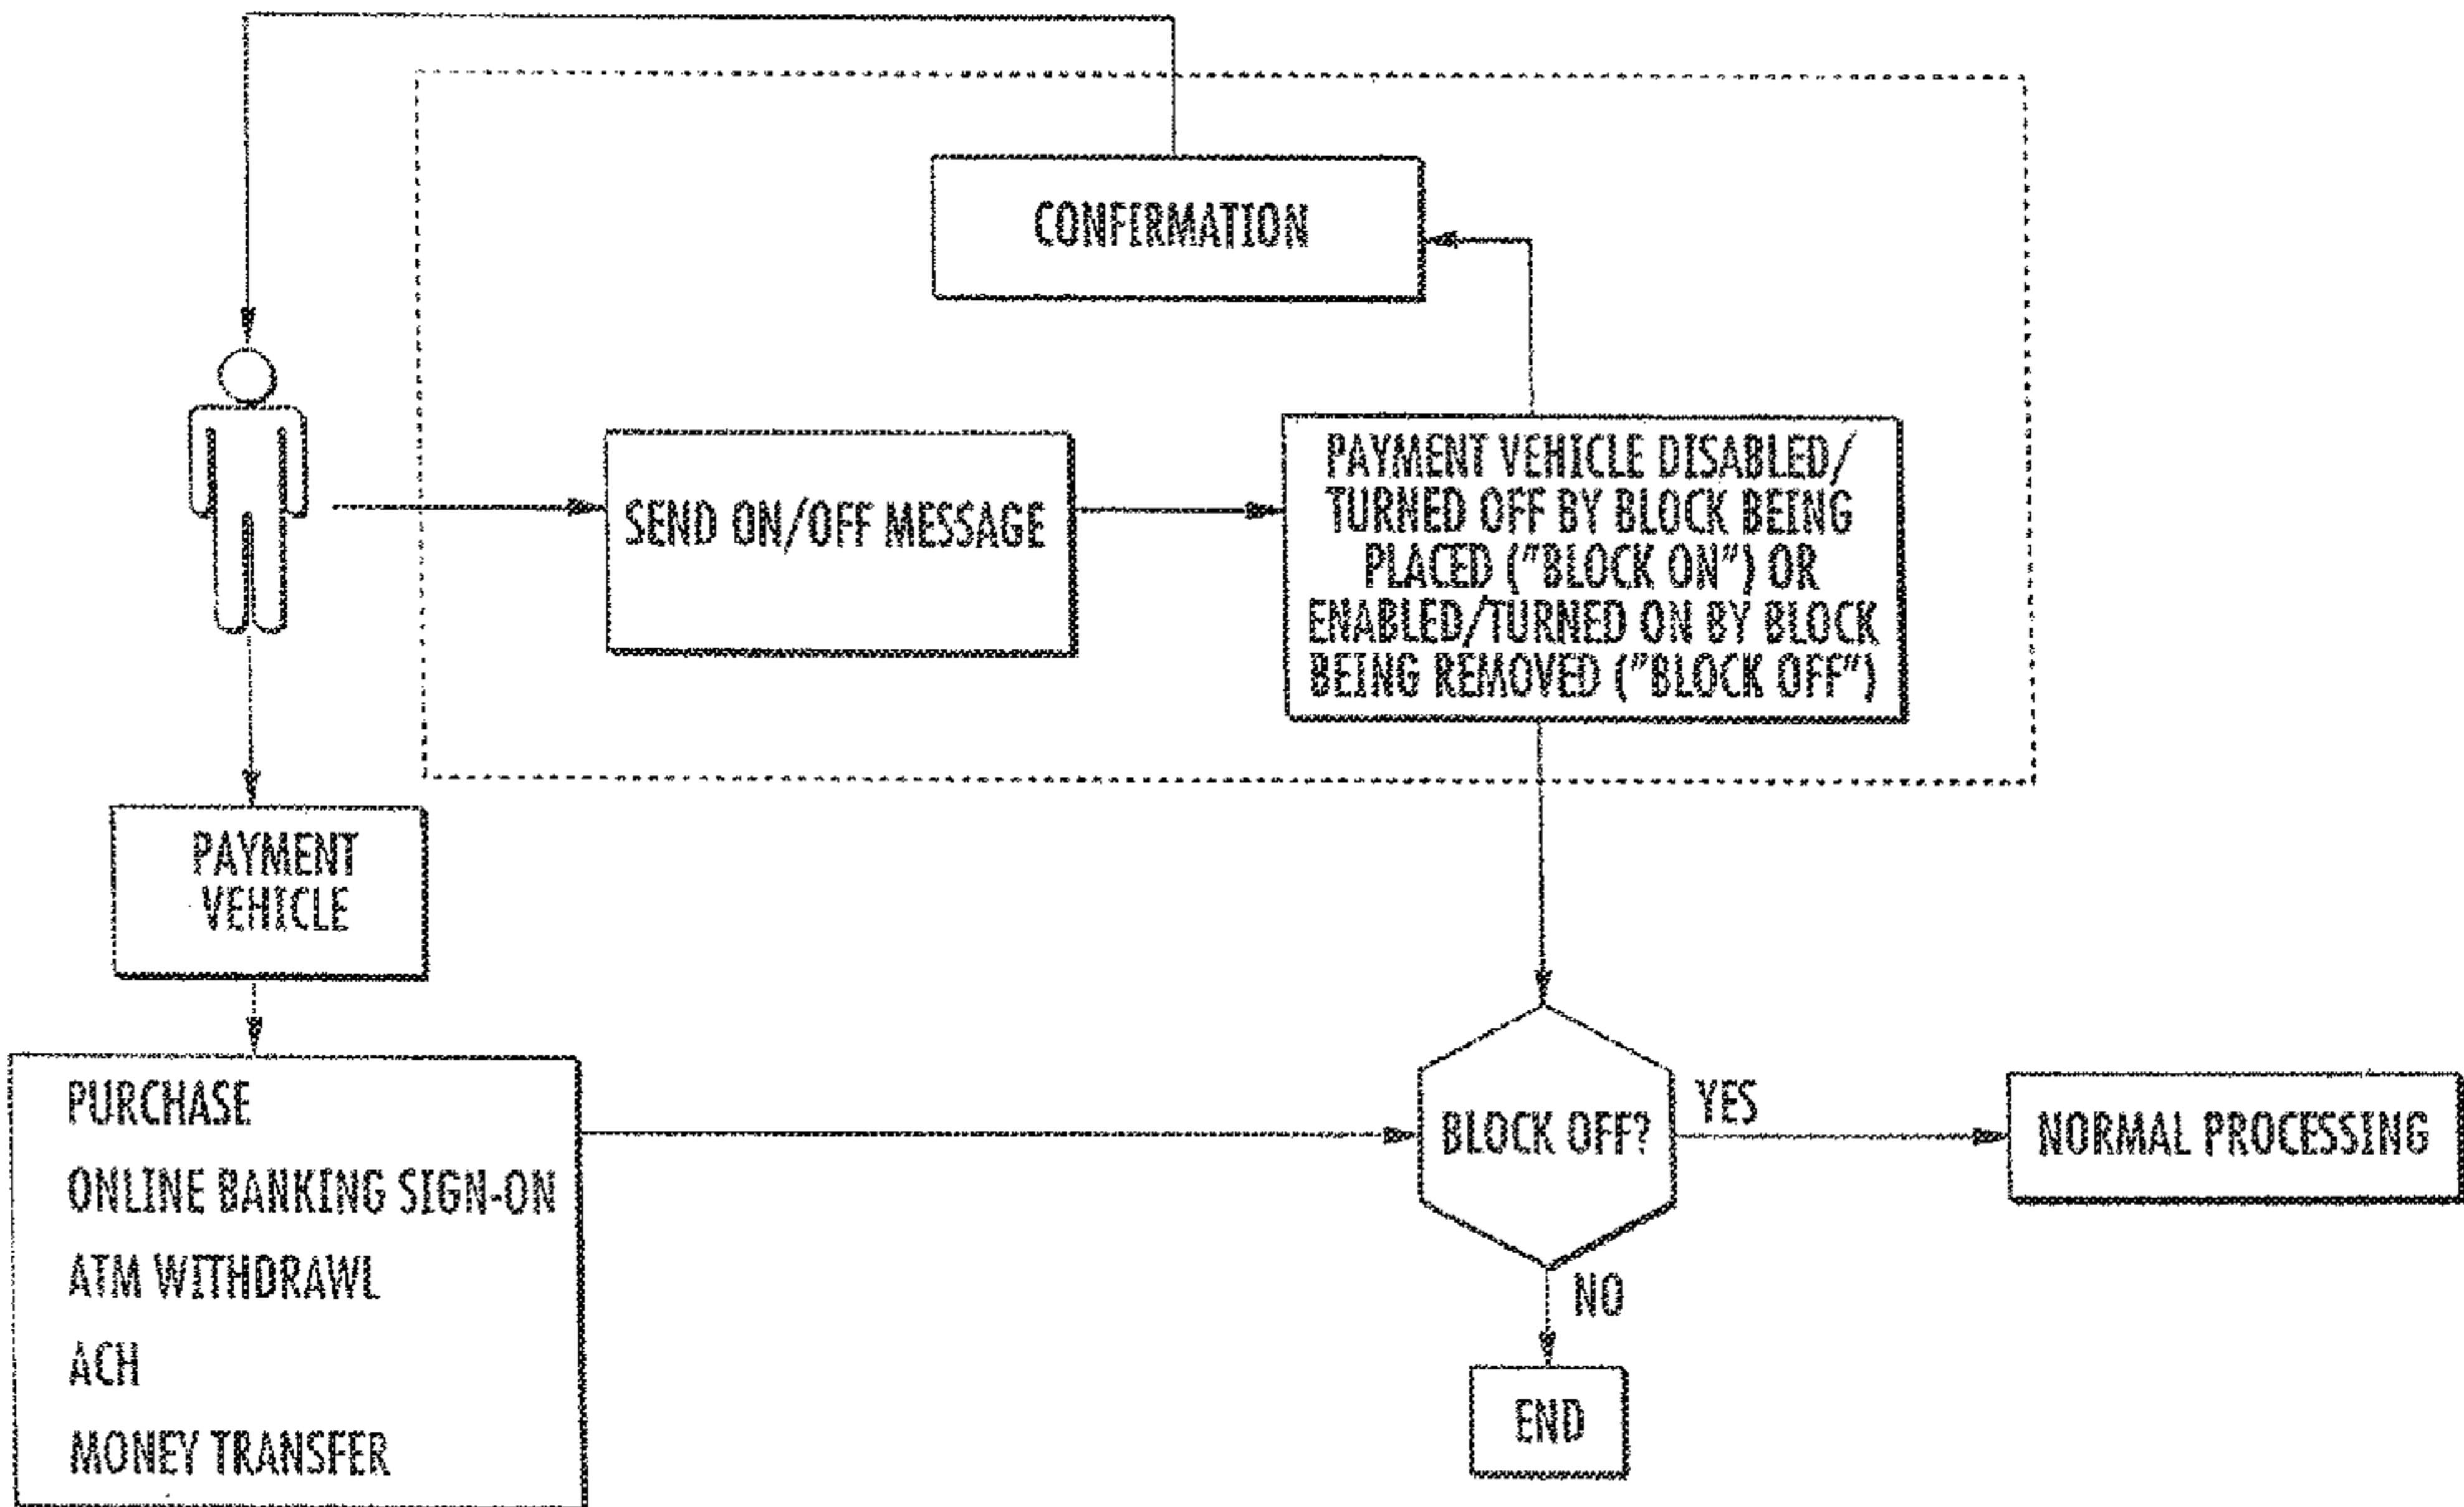 CONFIRMATION
SEND ON/OFF MESSAGE
PAYMENT VEHICLE DISABLED/
TURNED OFF BY BLOCK BEING
PLACED ("BLOCK ON") OR
ENABLED/TURNED ON BY BLOCK
BEING REMOVED ("BLOCK OFF")
PAYMENT
VEHICLE
PURCHASE
ONLINE BANKING SIGN-ON
ATM WITHDRAWL
ACH
MONEY TRANSFER
BLOCK OFF?
YES
NORMAL PROCESSING
NO
END